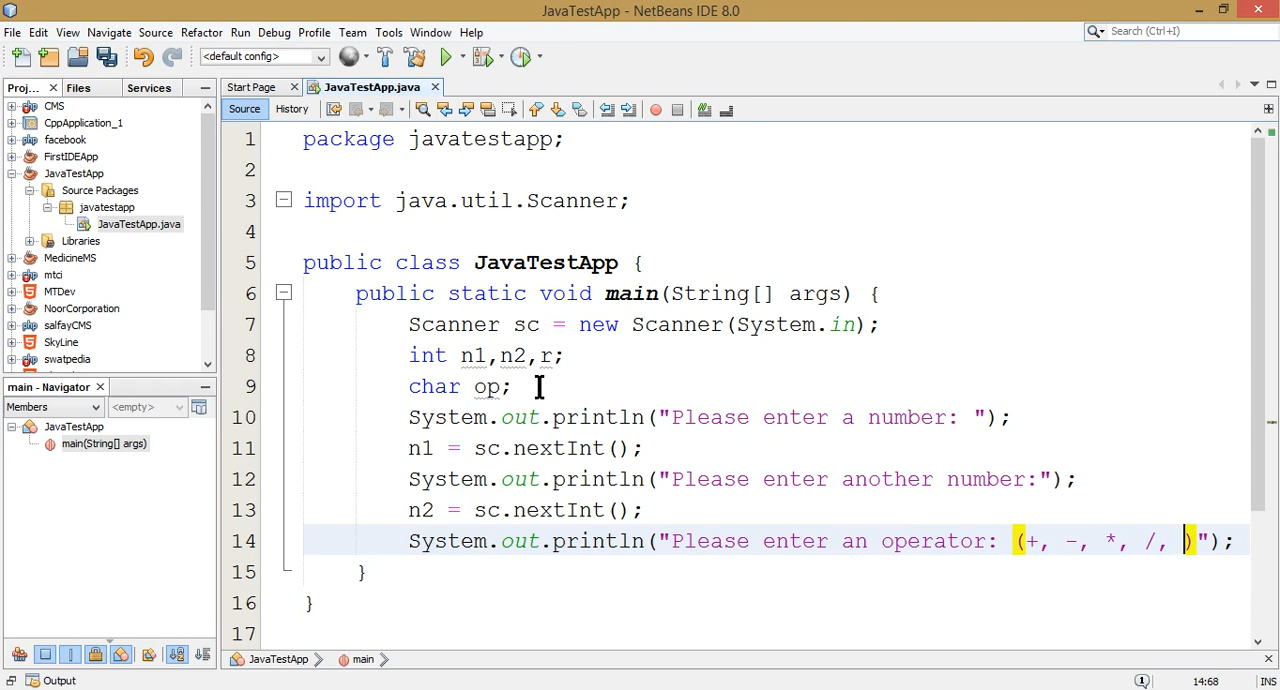 JavaTestApp - NetBeans IDE 8.0
File Edit View Navigate Source Refactor Run Debug Profile Team Tools Window Help
Search (Ctrl+I)
<default config>
Proj... Files Services
Start Page JavaTestApp.java
Source History
CMS
CppApplication_1
facebook
FirstIDEApp
JavaTestApp
Source Packages
javatestapp
JavaTestApp.java
Libraries
MedicineMS
mtci
MTDev
NoorCorporation
salfayCMS
SkyLine
swatpedia
main - Navigator
Members <empty>
JavaTestApp
main(String[] args)
1 package javatestapp;
2
3 import java.util.Scanner;
4
5 public class JavaTestApp {
6 public static void main(String[] args) {
7 Scanner sc = new Scanner(System.in);
8 int n1,n2,r;
9 char op;
10 System.out.println("Please enter a number: ");
11 n1 = sc.nextInt();
12 System.out.println("Please enter another number:");
13 n2 = sc.nextInt();
14 System.out.println("Please enter an operator: (+, -, *, /, )");
15 }
16 }
17
JavaTestApp main
Output
1 14:68 INS